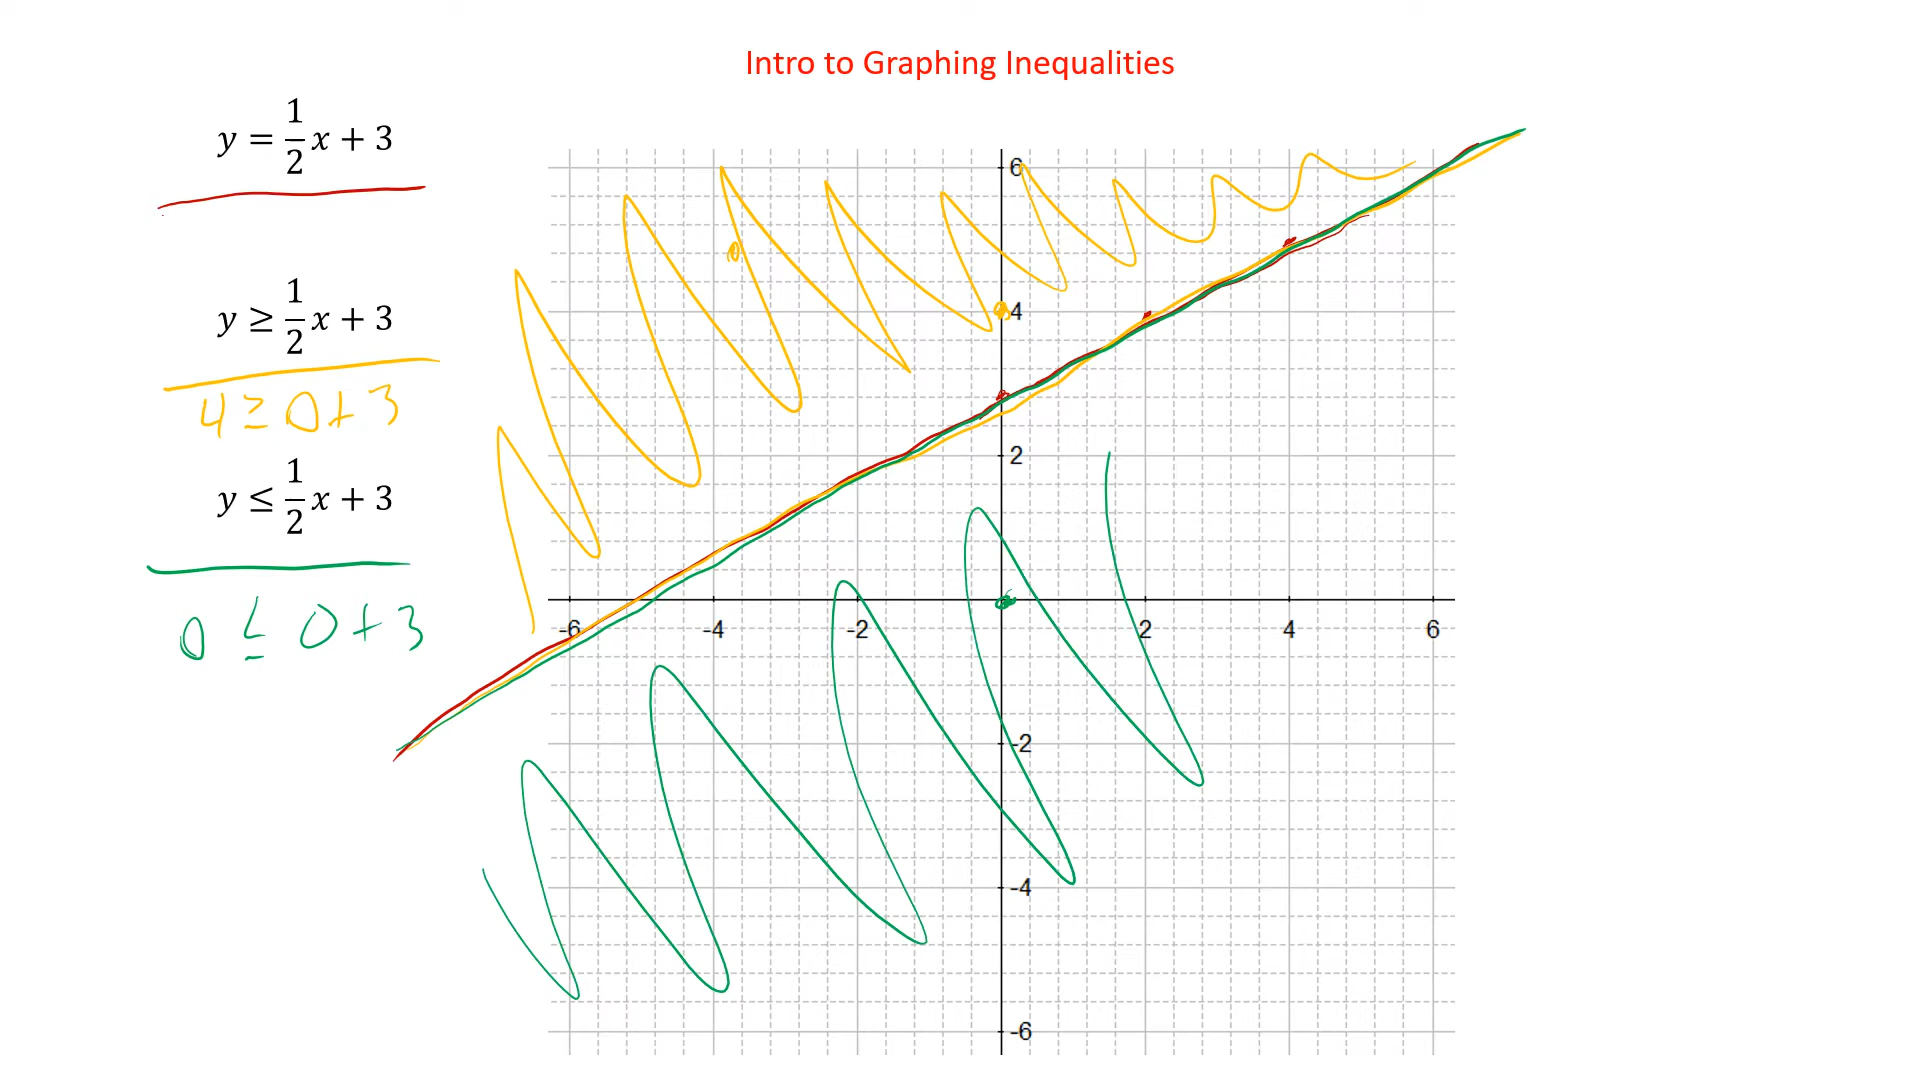 Intro to Graphing Inequalities
y = 1/2 x + 3
y ≥ 1/2 x + 3
4 ≥ 0 + 3
y ≤ 1/2 x + 3
0 ≤ 0 + 3
6
4
2
-6 -4 -2 2 4 6
-2
-4
-6